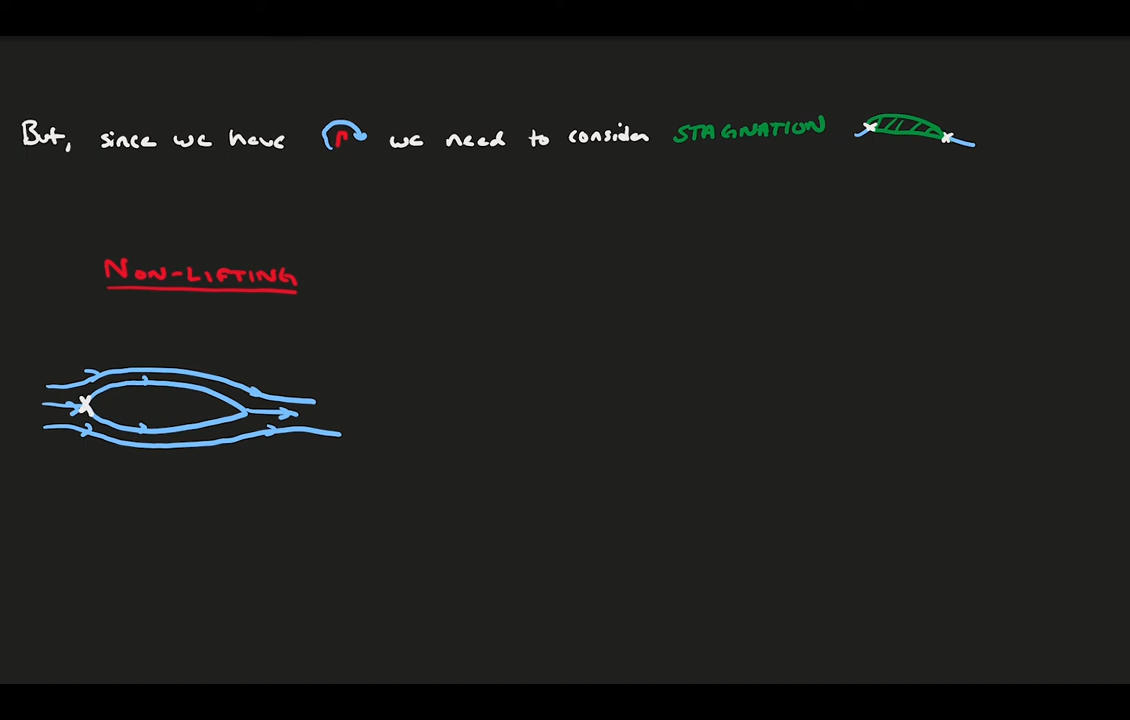 But, since we have Γ we need to consider STAGNATION
NON-LIFTING